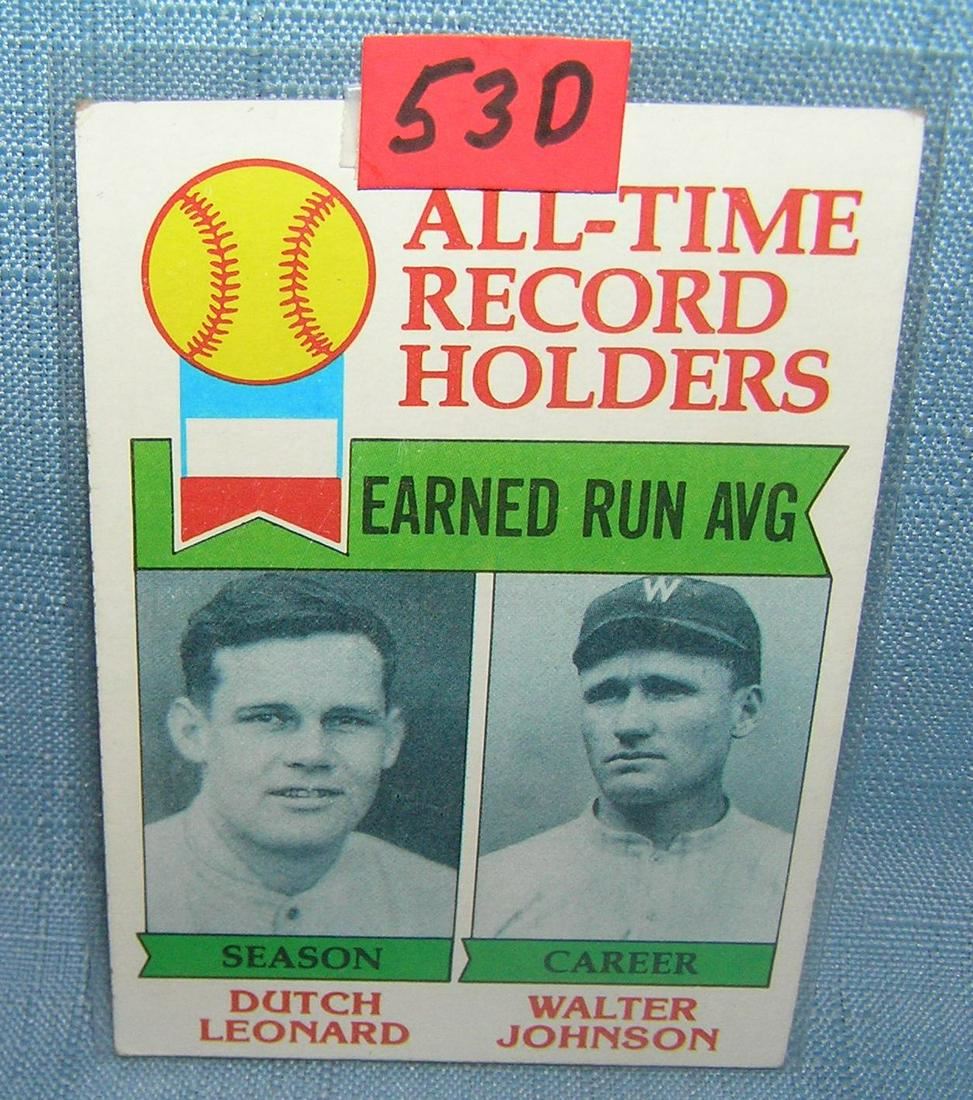 53D
ALL-TIME
RECORD
HOLDERS
EARNED RUN AVG
W
SEASON
CAREER
DUTCH
LEONARD
WALTER
JOHNSON